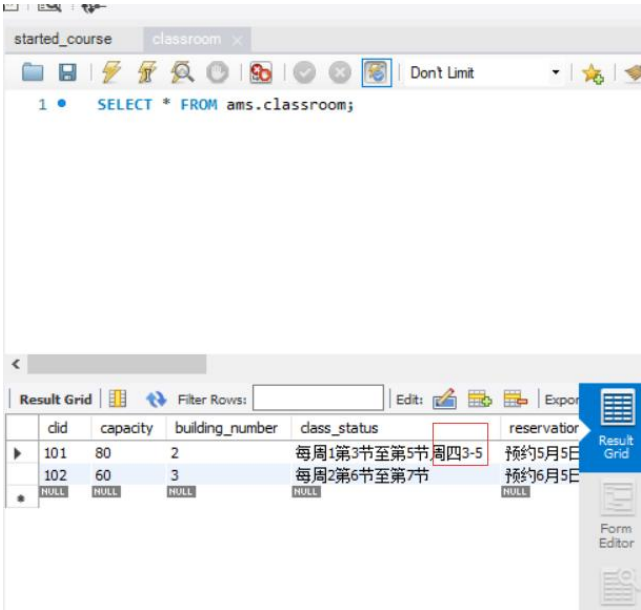 started_course classroom
Don't Limit
1 SELECT * FROM ams.classroom;
Result Grid Filter Rows: Edit: Expor
clid capacity building_number class_status reservation
101 80 2 每周1第3节至第5节,周四3-5 预约5月5日
102 60 3 每周2第6节至第7节 预约6月5日
NULL NULL NULL NULL NULL
Result
Grid
Form
Editor